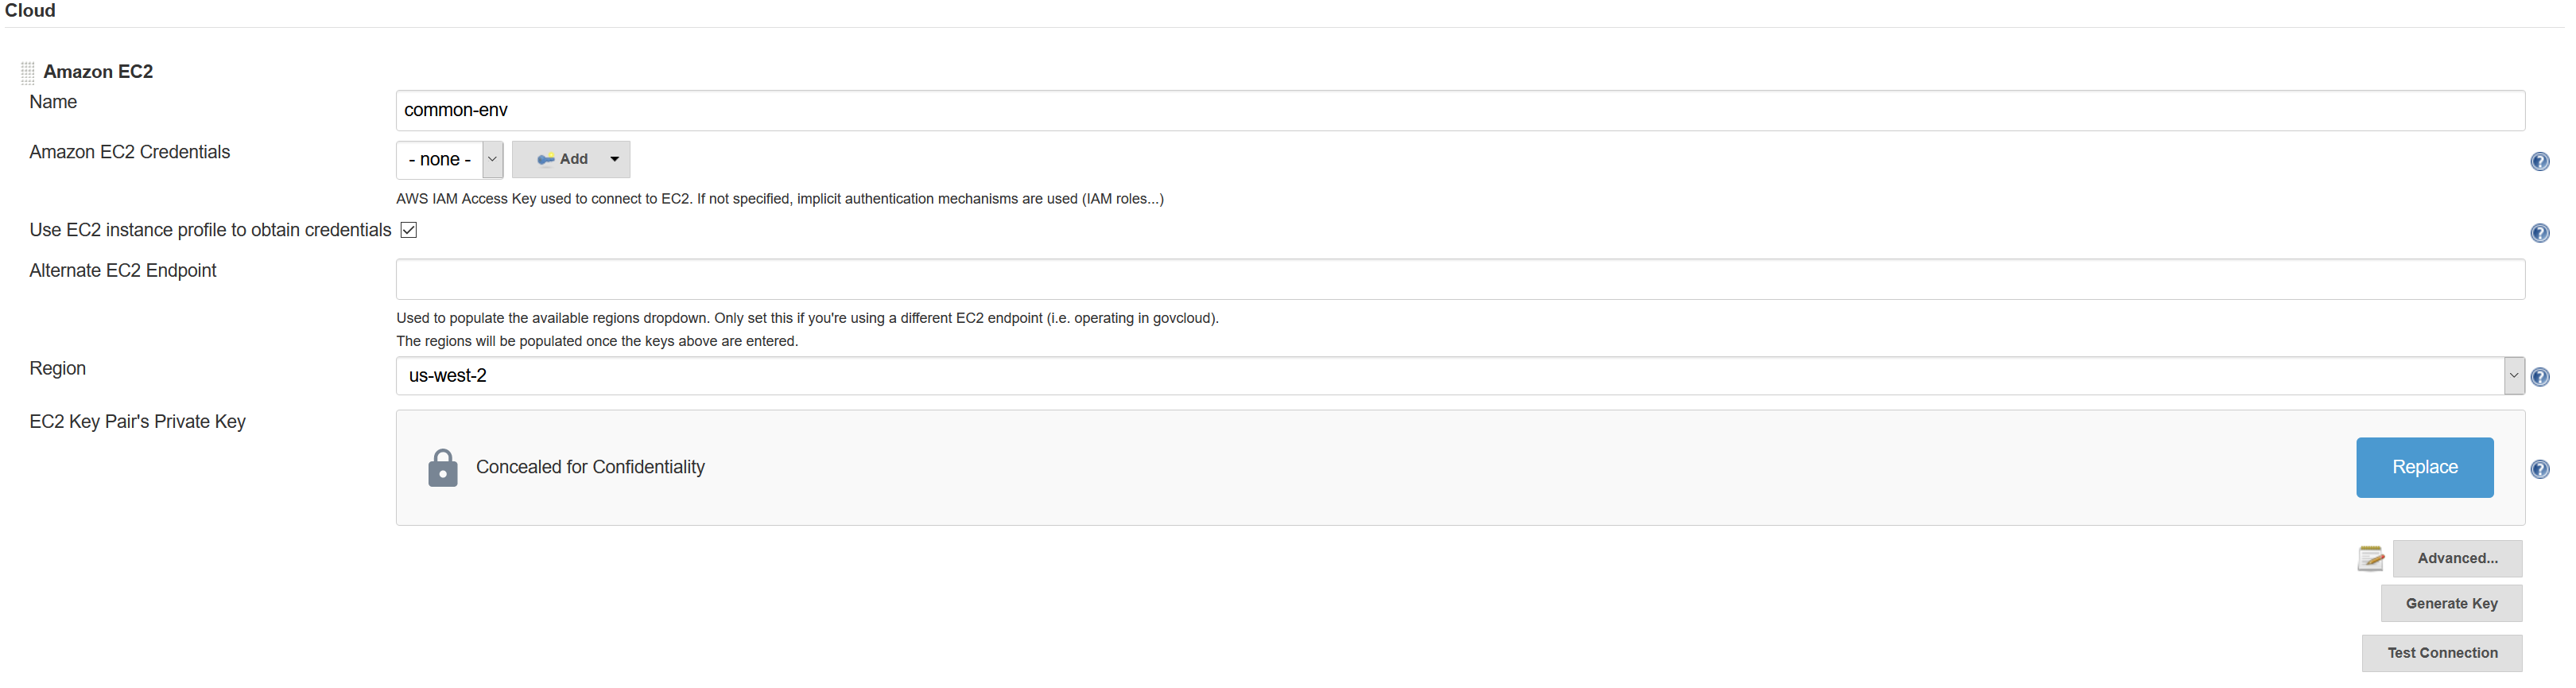 Cloud
Amazon EC2
Name
common-env
Amazon EC2 Credentials
- none -
Add
AWS IAM Access Key used to connect to EC2. If not specified, implicit authentication mechanisms are used (IAM roles...)
Use EC2 instance profile to obtain credentials
Alternate EC2 Endpoint
Used to populate the available regions dropdown. Only set this if you're using a different EC2 endpoint (i.e. operating in govcloud).
The regions will be populated once the keys above are entered.
Region
us-west-2
EC2 Key Pair's Private Key
Concealed for Confidentiality
Replace
Advanced...
Generate Key
Test Connection